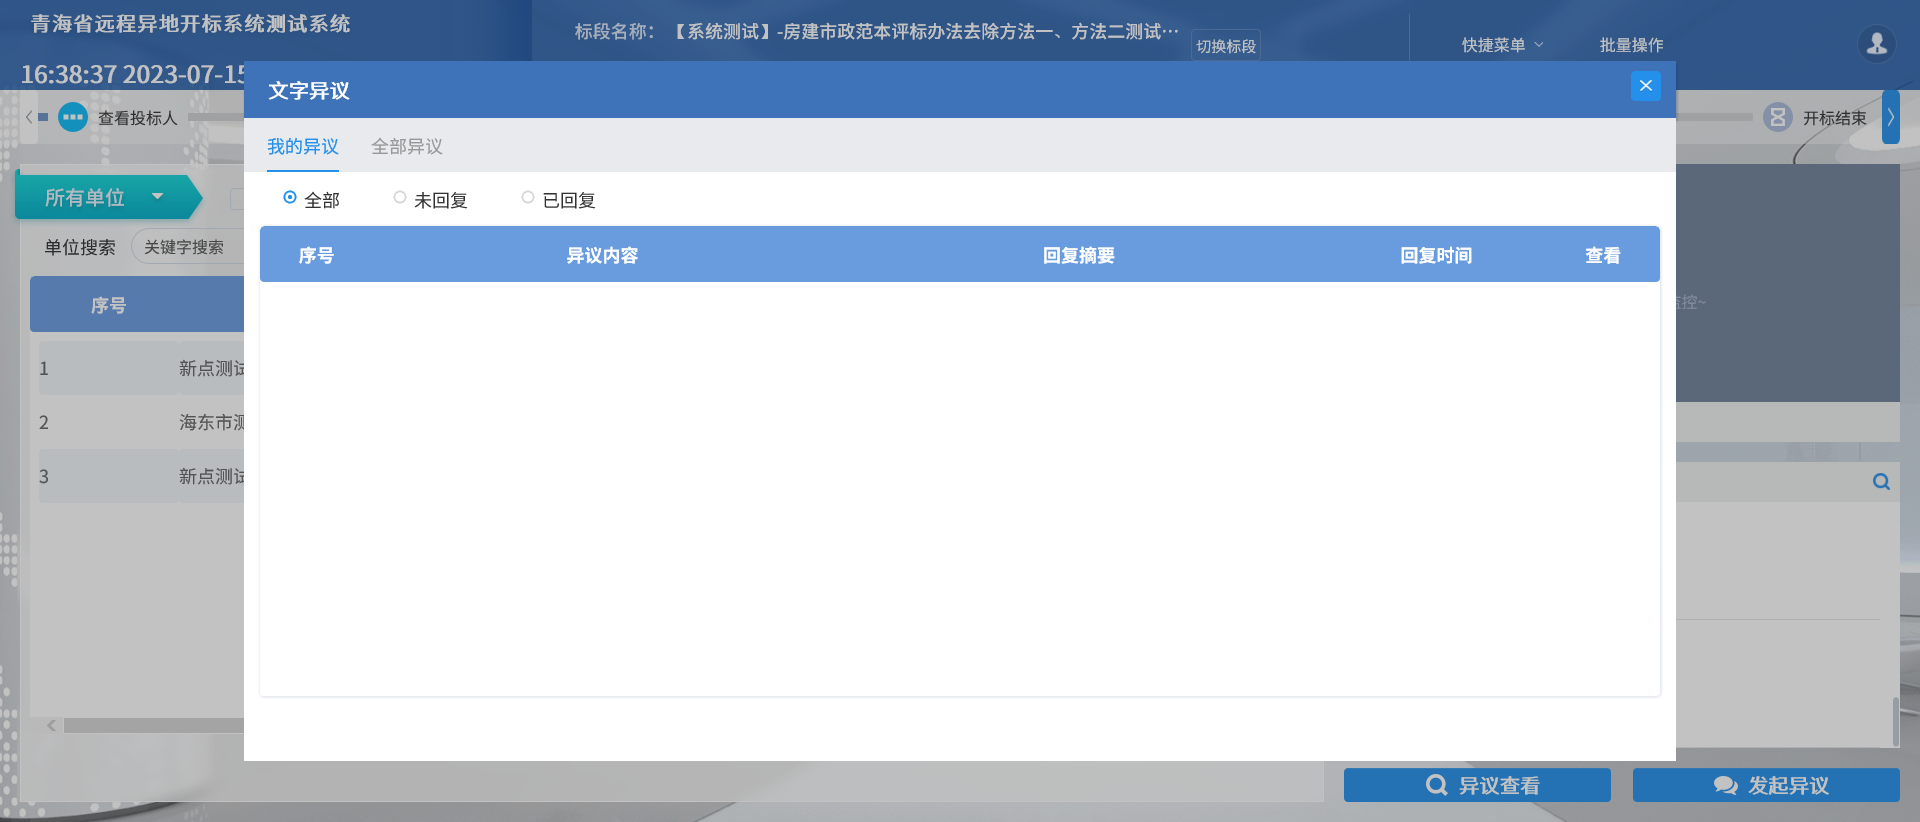 青海省远程异地开标系统测试系统
标段名称：
【系统测试】-房建市政范本评标办法去除方法一、方法二测试…
切换标段
快捷菜单
批量操作
16:38:37 2023-07-15
文字异议
查看投标人
开标结束
我的异议
全部异议
所有单位
全部
未回复
已回复
单位搜索
关键字搜索
序号
异议内容
回复摘要
回复时间
查看
序号
监控~
1
新点测试
2
海东市测
3
新点测试
异议查看
发起异议